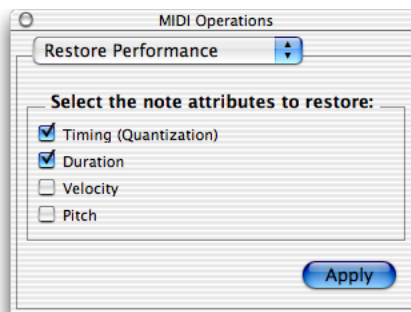 MIDI Operations
Restore Performance
Select the note attributes to restore:
Timing (Quantization)
Duration
Velocity
Pitch
Apply